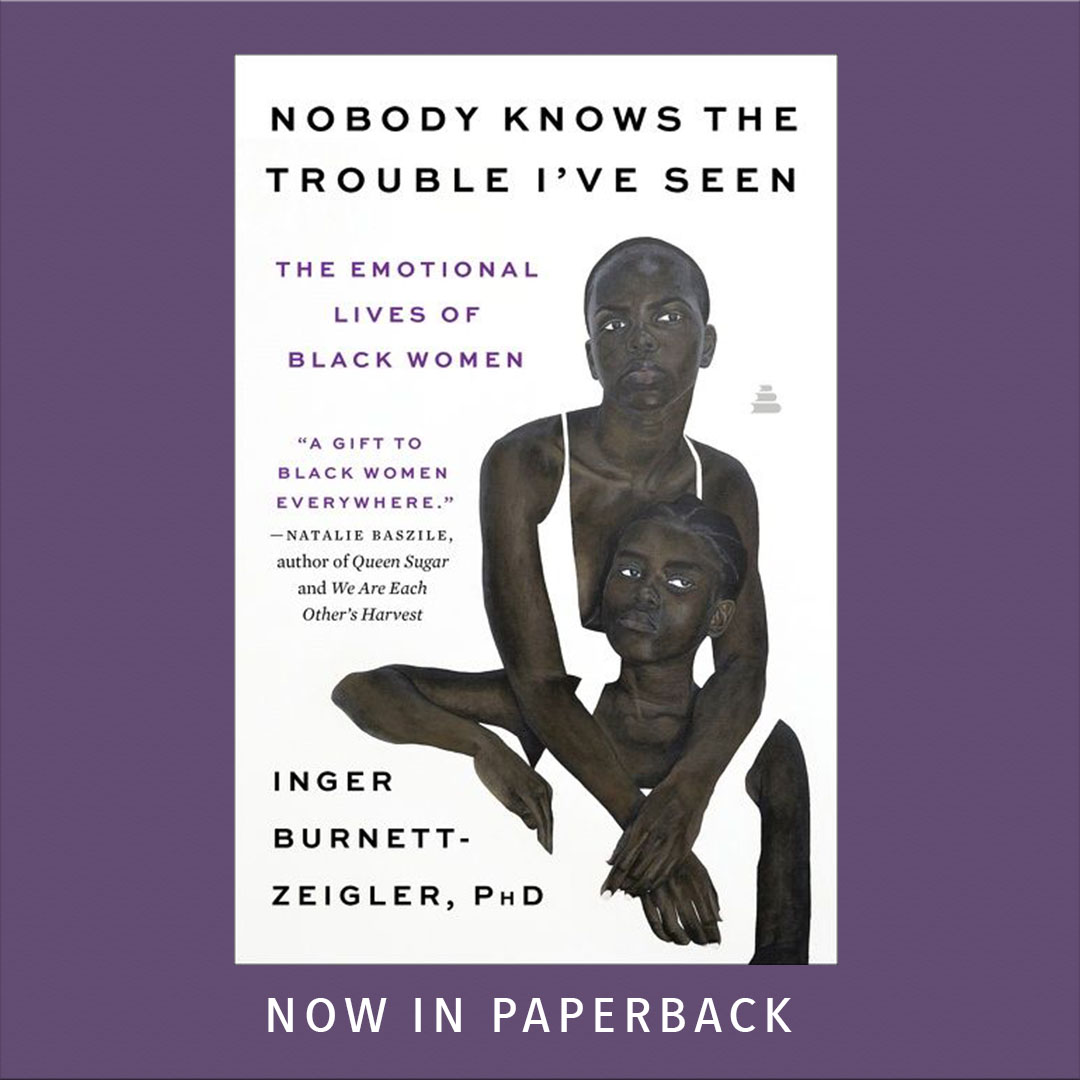 NOBODY KNOWS THE
TROUBLE I'VE SEEN
THE EMOTIONAL
LIVES OF
BLACK WOMEN
“A GIFT TO
BLACK WOMEN
EVERYWHERE.”
—NATALIE BASZILE,
author of Queen Sugar
and We Are Each
Other’s Harvest
INGER
BURNETT-
ZEIGLER, PHD
NOW IN PAPERBACK